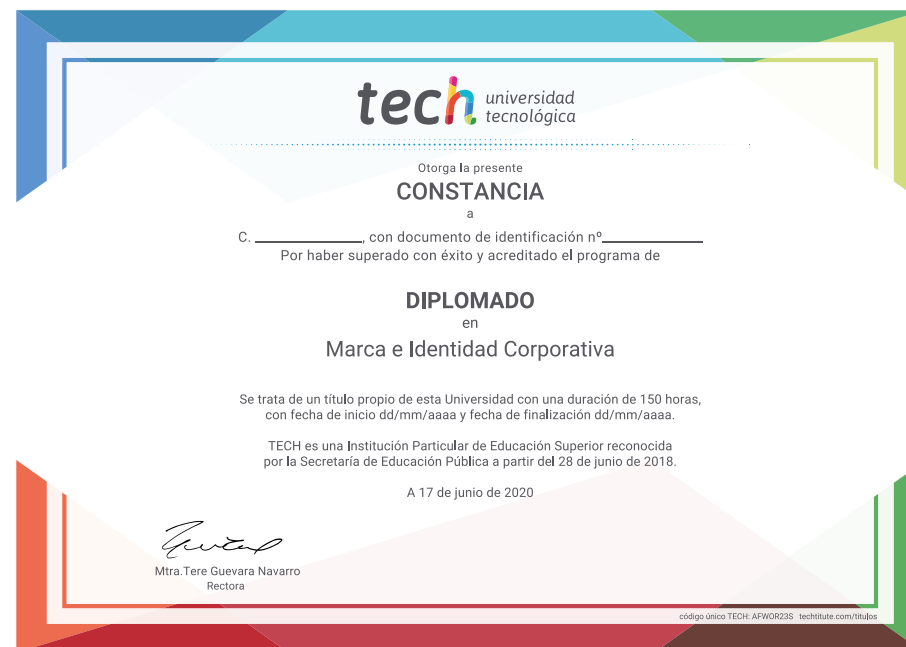 tech universidad
tecnológica
Otorga la presente
CONSTANCIA
a
C. ______________, con documento de identificación nº_____________
Por haber superado con éxito y acreditado el programa de
DIPLOMADO
en
Marca e Identidad Corporativa
Se trata de un título propio de esta Universidad con una duración de 150 horas,
con fecha de inicio dd/mm/aaaa y fecha de finalización dd/mm/aaaa.
TECH es una Institución Particular de Educación Superior reconocida
por la Secretaría de Educación Pública a partir del 28 de junio de 2018.
A 17 de junio de 2020
Mtra.Tere Guevara Navarro
Rectora
código único TECH: AFWOR23S techtitute.com/titulos